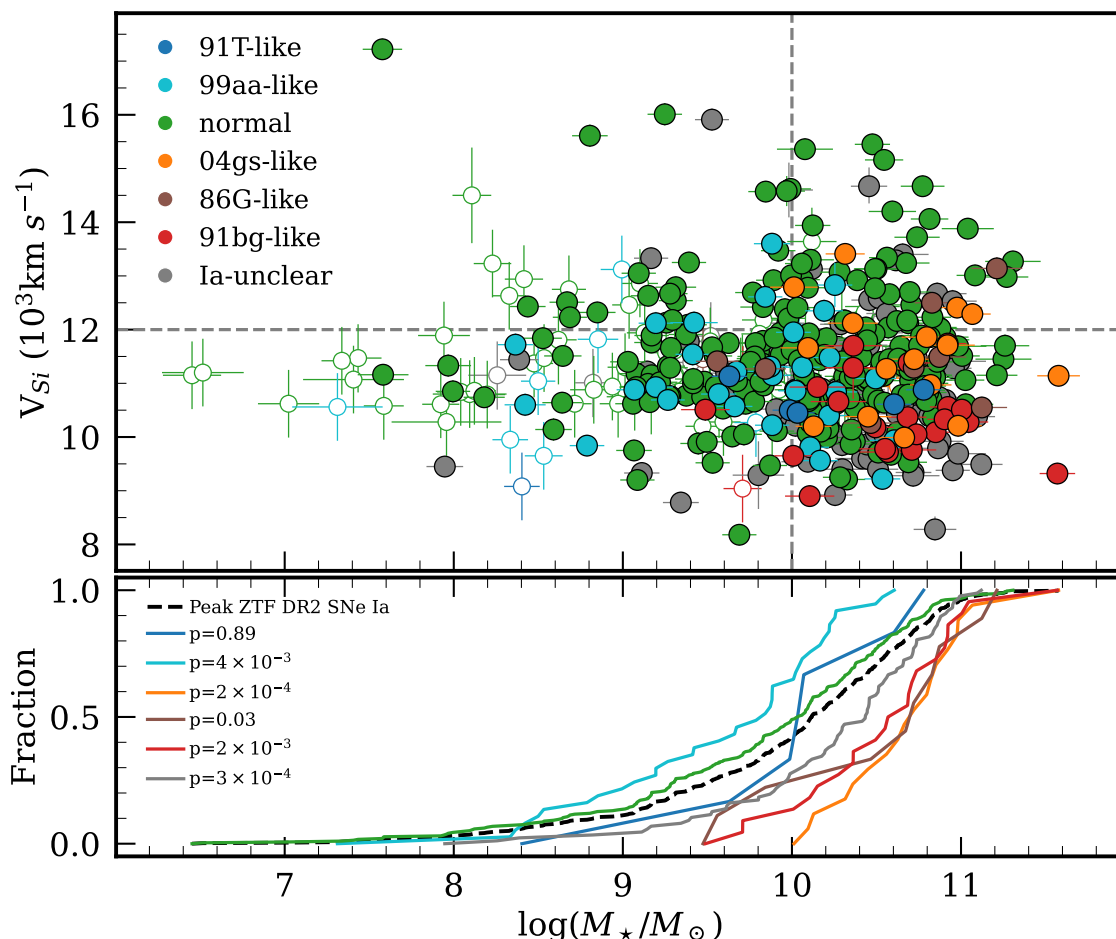 91T-like
99aa-like
normal
04gs-like
86G-like
91bg-like
Ia-unclear
V_{Si} (10^3 km s^{-1})
16
14
12
10
8
Peak ZTF DR2 SNe Ia
p=0.89
p=4 × 10^{-3}
p=2 × 10^{-4}
p=0.03
p=2 × 10^{-3}
p=3 × 10^{-4}
Fraction
1.0
0.5
0.0
7 8 9 10 11
log(M_⋆/M_⊙)